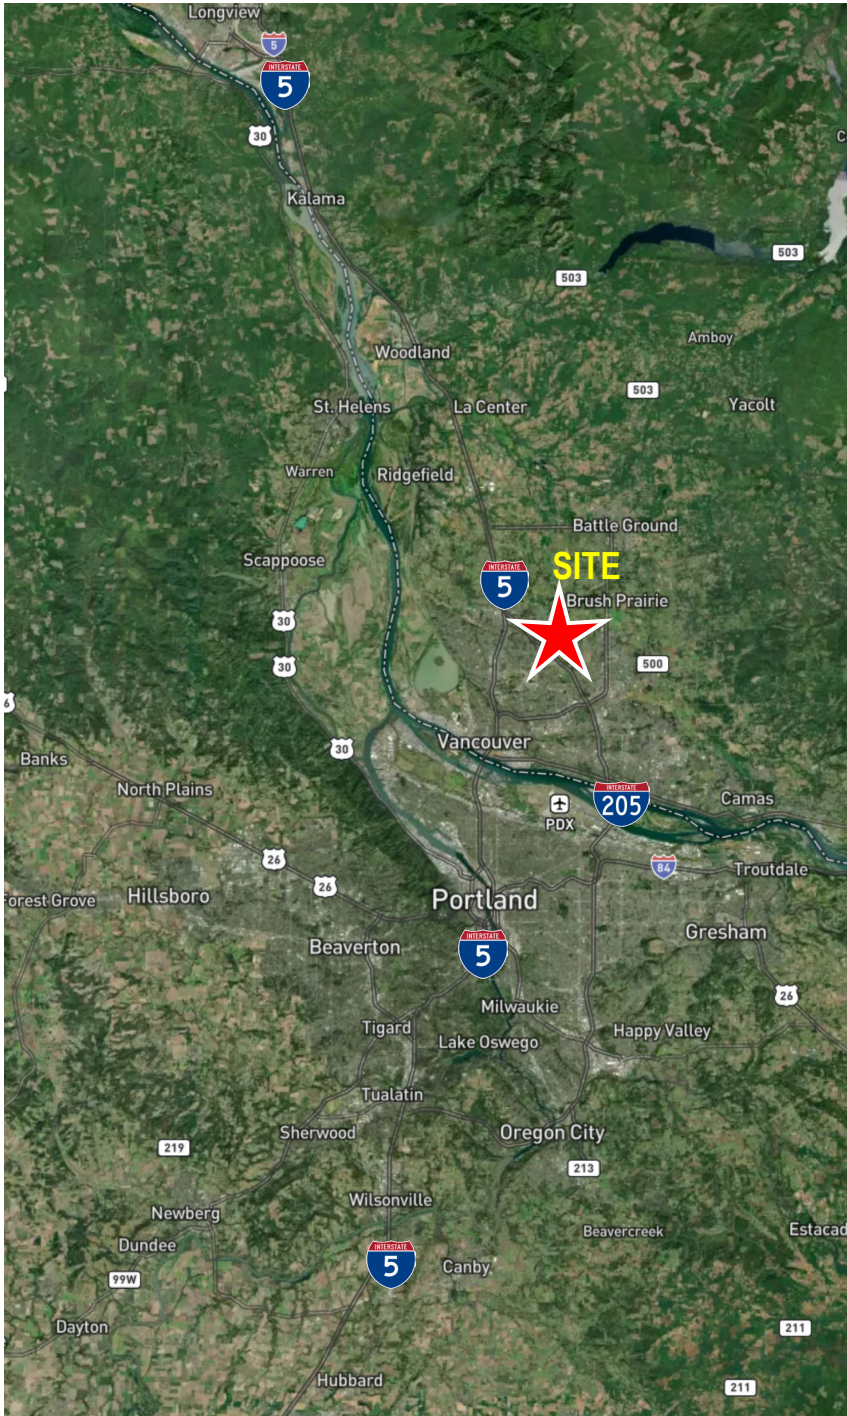 Longview
5
INTERSTATE
5
30
Kalama
503
503
Amboy
Woodland
503
Yacolt
St. Helens
La Center
Warren
Ridgefield
Battle Ground
Scappoose
SITE
INTERSTATE
5
Brush Prairie
30
30
500
6
30
Vancouver
Banks
North Plains
INTERSTATE
205
Camas
PDX
26
84
Troutdale
26
Forest Grove
Hillsboro
Portland
Gresham
Beaverton
INTERSTATE
5
26
Milwaukie
Tigard
Happy Valley
Lake Oswego
Tualatin
Sherwood
Oregon City
219
213
Wilsonville
Newberg
Beavercreek
Estacad
Dundee
INTERSTATE
5
Canby
99W
Dayton
211
Hubbard
211